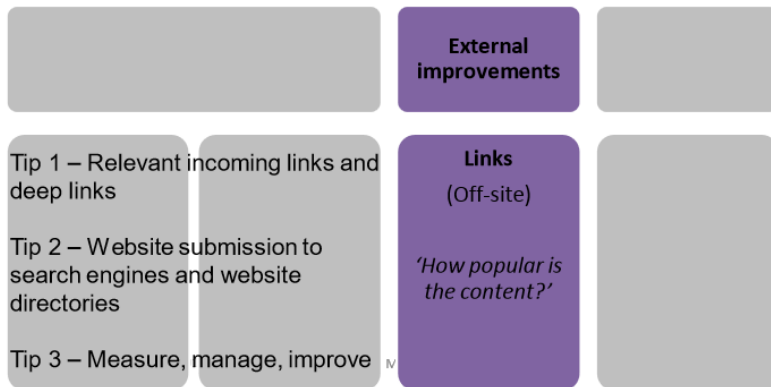 External
improvements
Tip 1 – Relevant incoming links and
deep links
Tip 2 – Website submission to
search engines and website
directories
Tip 3 – Measure, manage, improve
Links
(Off-site)
‘How popular is
the content?’